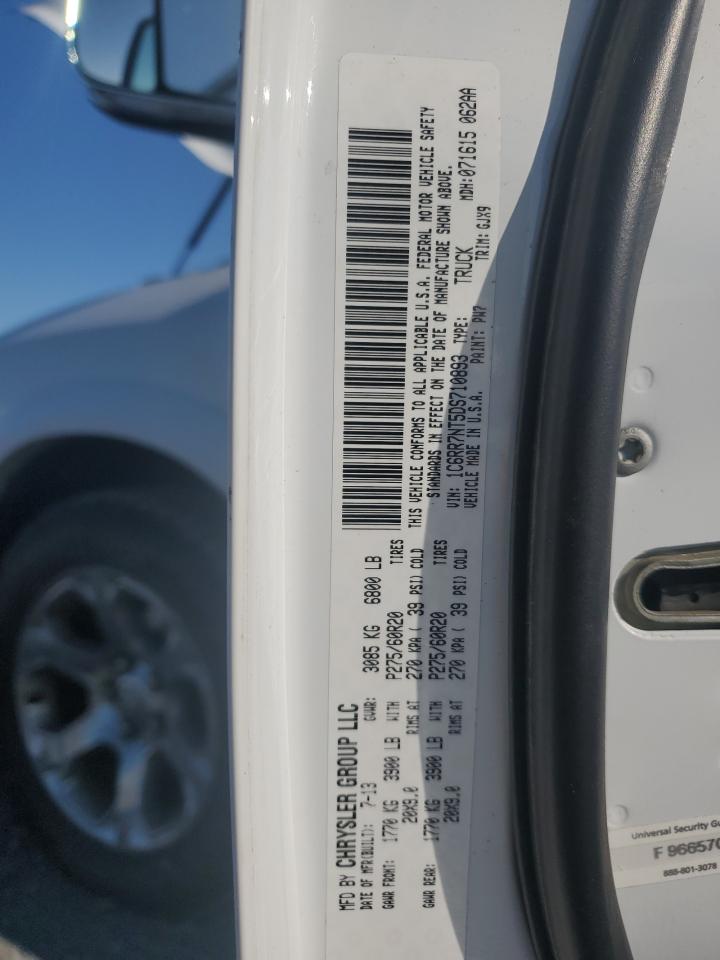 MFD BY CHRYSLER GROUP LLC
DATE OF MFR(BUILT): 7-13 GVWR: 3085 KG 6800 LB
GAWR FRONT: 1770 KG 3900 LB WITH P275/60R20 TIRES
20X9.0 RIMS AT 270 KPA ( 39 PSI) COLD
GAWR REAR: 1770 KG 3900 LB WITH P275/60R20 TIRES
20X9.0 RIMS AT 270 KPA ( 39 PSI) COLD
THIS VEHICLE CONFORMS TO ALL APPLICABLE U.S.A. FEDERAL MOTOR VEHICLE SAFETY
STANDARDS IN EFFECT ON THE DATE OF MANUFACTURE SHOWN ABOVE.
VIN: 1C6RR7NT5DS710893 TYPE: TRUCK MDH:071615 062AA
VEHICLE MADE IN U.S.A. PAINT: PW7 TRIM: GJX9
Universal Security Gu
F 966570
888-801-3078